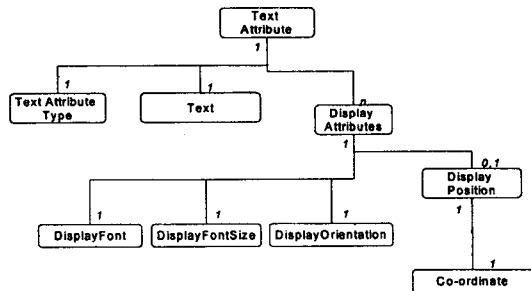 Text
Attribute
1
1
1
n
Text Attribute
Type
Text
Display
Attributes
1
0,1
Display
Position
1
1
1
1
DisplayFont
DisplayFontSize
DisplayOrientation
1
Co-ordinate